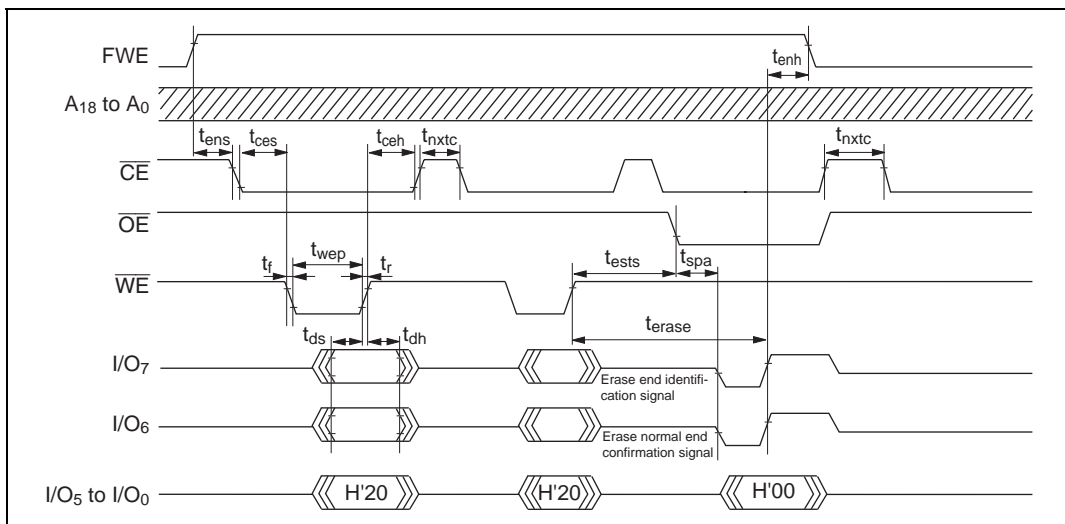 FWE
tenh
A18 to A0
tens tces tceh tnxtc tnxtc
CE
OE
twep tests tspa
tf tr
WE
terase
tds tdh
I/O7
Erase end identifi-
cation signal
I/O6
Erase normal end
confirmation signal
I/O5 to I/O0 H'20 H'20 H'00